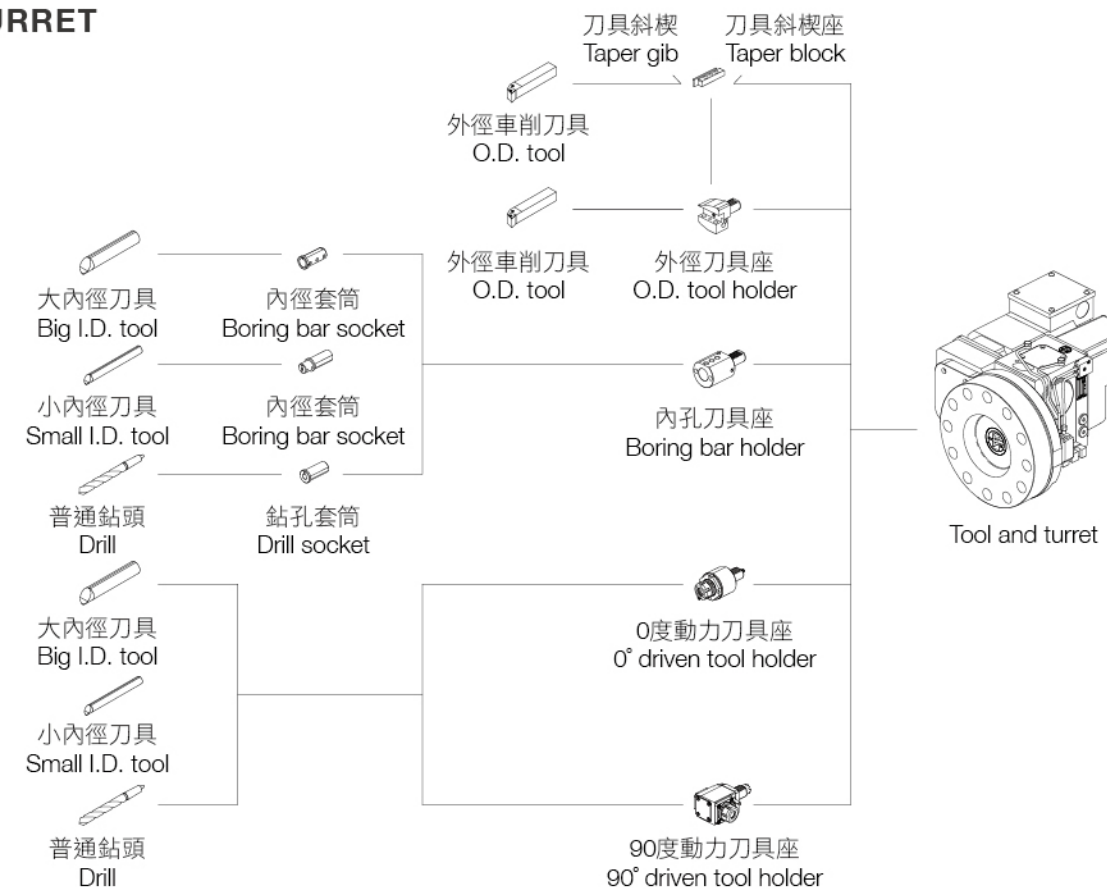 URRET
刀具斜楔
Taper gib
刀具斜楔座
Taper block
外徑車削刀具
O.D. tool
外徑車削刀具
O.D. tool
外徑刀具座
O.D. tool holder
大內徑刀具
Big I.D. tool
內徑套筒
Boring bar socket
小內徑刀具
Small I.D. tool
內徑套筒
Boring bar socket
內孔刀具座
Boring bar holder
普通鉆頭
Drill
鉆孔套筒
Drill socket
Tool and turret
大內徑刀具
Big I.D. tool
0度動力刀具座
0° driven tool holder
小內徑刀具
Small I.D. tool
普通鉆頭
Drill
90度動力刀具座
90° driven tool holder